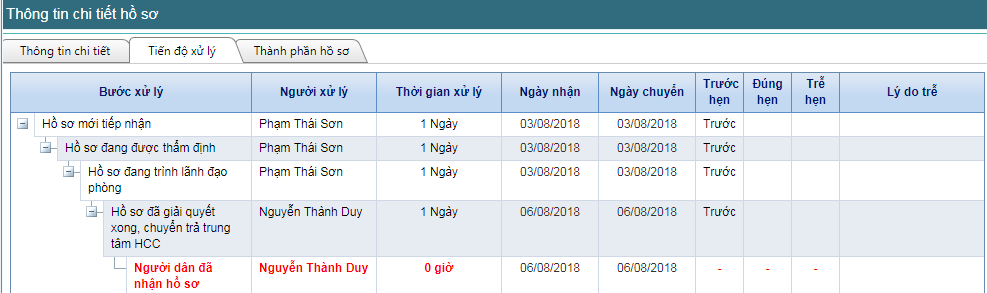 Thông tin chi tiết hồ sơ
Thông tin chi tiết Tiến độ xử lý Thành phần hồ sơ
Bước xử lý Người xử lý Thời gian xử lý Ngày nhận Ngày chuyển Trước hẹn Đúng hẹn Trễ hẹn Lý do trễ
Hồ sơ mới tiếp nhận Phạm Thái Sơn 1 Ngày 03/08/2018 03/08/2018 Trước
Hồ sơ đang được thẩm định Phạm Thái Sơn 1 Ngày 03/08/2018 03/08/2018 Trước
Hồ sơ đang trình lãnh đạo Phạm Thái Sơn 1 Ngày 03/08/2018 03/08/2018 Trước
phòng
Hồ sơ đã giải quyết Nguyễn Thành Duy 1 Ngày 06/08/2018 06/08/2018 Trước
xong, chuyển trả trung
tâm HCC
Người dân đã Nguyễn Thành Duy 0 giờ 06/08/2018 06/08/2018 - - -
nhận hồ sơ